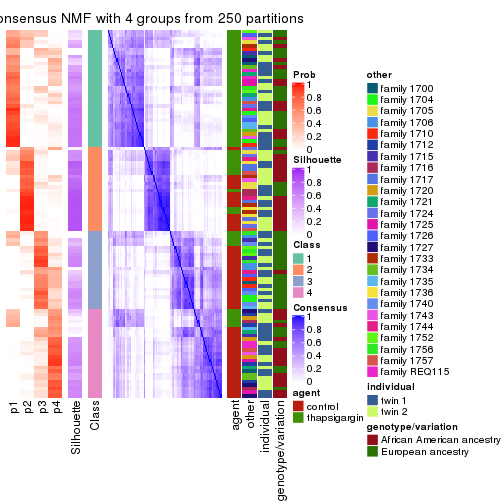 onsensus NMF with 4 groups from 250 partitions
p1
p2
p3
p4
Silhouette
Class
agent
other
individual
genotype/variation
Prob
1
0.8
0.6
0.4
0.2
0
Silhouette
1
0.8
0.6
0.4
0.2
0
Class
1
2
3
4
Consensus
1
0.8
0.6
0.4
0.2
0
agent
control
thapsigargin
other
family 1700
family 1704
family 1705
family 1706
family 1710
family 1712
family 1715
family 1716
family 1717
family 1720
family 1721
family 1724
family 1725
family 1726
family 1727
family 1733
family 1734
family 1735
family 1736
family 1740
family 1743
family 1744
family 1752
family 1756
family 1757
family REQ115
individual
twin 1
twin 2
genotype/variation
African American ancestry
European ancestry